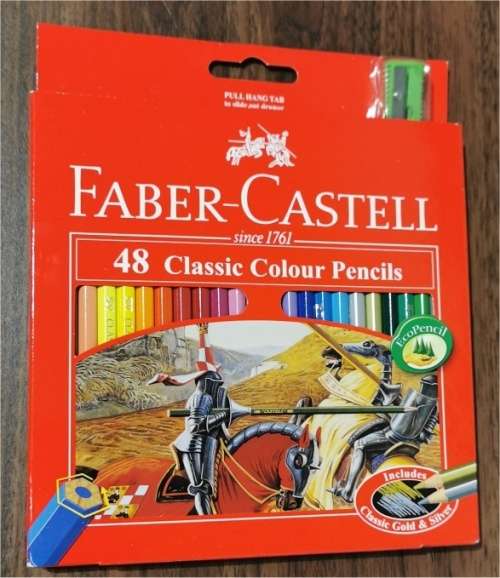 PULL HANG TAB
to slide out drawer
FABER-CASTELL
since 1761
48 Classic Colour Pencils
EcoPencil
"CASTELL"
Includes
Classic Gold & Silver